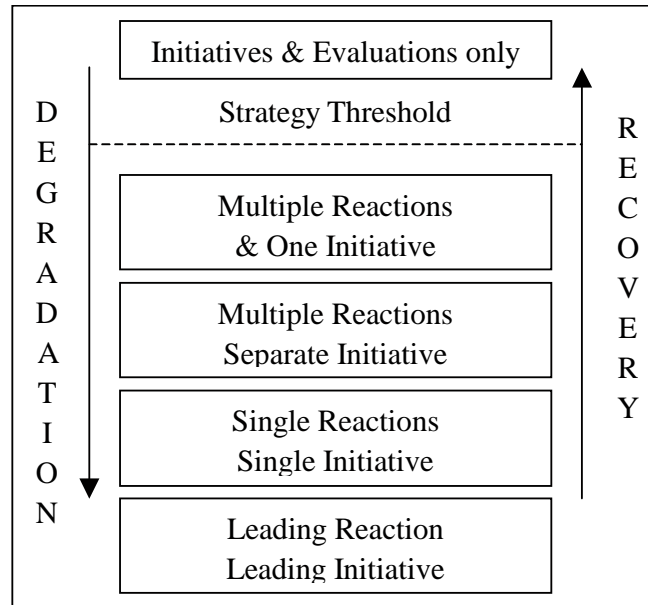 Initiatives & Evaluations only
Strategy Threshold
Multiple Reactions
& One Initiative
Multiple Reactions
Separate Initiative
Single Reactions
Single Initiative
Leading Reaction
Leading Initiative
DEGRADATION
RECOVERY